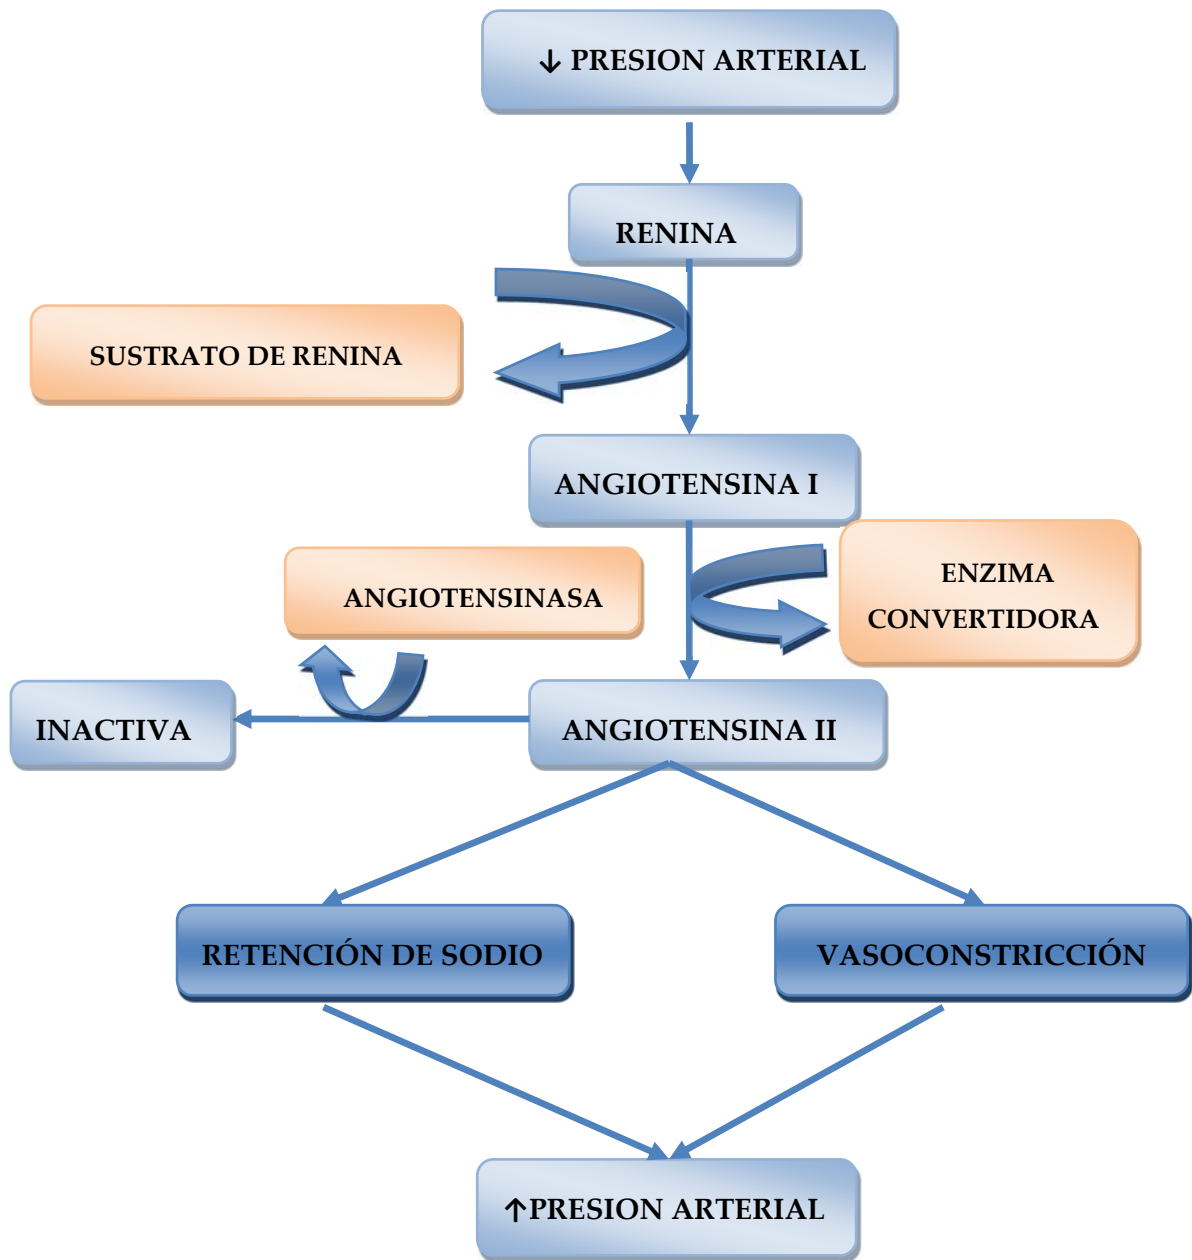 ↓ PRESION ARTERIAL
RENINA
SUSTRATO DE RENINA
ANGIOTENSINA I
ENZIMA
CONVERTIDORA
ANGIOTENSINASA
INACTIVA
ANGIOTENSINA II
RETENCIÓN DE SODIO
VASOCONSTRICCIÓN
↑PRESION ARTERIAL